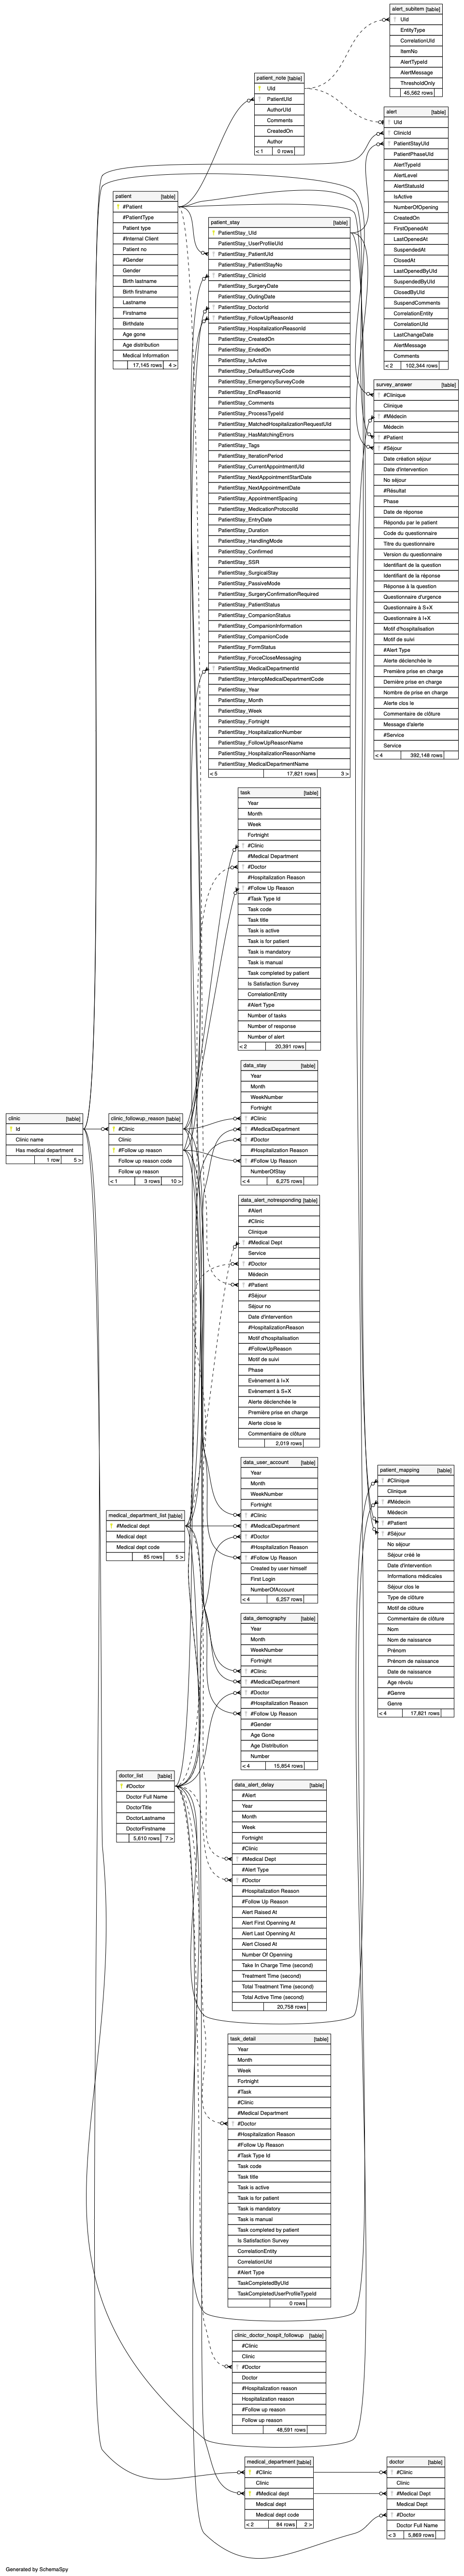 alert_subitem [table]
UId
EntityType
CorrelationUId
ItemNo
AlertTypeId
AlertMessage
ThresholdOnly
45,562 rows
patient_note [table]
UId
PatientUId
AuthorUId
Comments
CreatedOn
Author
< 1 0 rows
alert [table]
UId
ClinicId
PatientStayUId
PatientPhaseUId
AlertTypeId
AlertLevel
AlertStatusId
IsActive
NumberOfOpening
CreatedOn
FirstOpenedAt
LastOpenedAt
SuspendedAt
ClosedAt
LastOpenedByUId
SuspendedByUId
ClosedByUId
SuspendComments
CorrelationEntity
CorrelationUId
LastChangeDate
AlertMessage
Comments
< 2 102,344 rows
patient [table]
#Patient
#PatientType
Patient type
#Internal Client
Patient no
#Gender
Gender
Birth lastname
Birth firstname
Lastname
Firstname
Birthdate
Age gone
Age distribution
Medical Information
17,145 rows 4 >
patient_stay [table]
PatientStay_UId
PatientStay_UserProfileUId
PatientStay_PatientUId
PatientStay_PatientStayNo
PatientStay_ClinicId
PatientStay_SurgeryDate
PatientStay_OutingDate
PatientStay_DoctorId
PatientStay_FollowUpReasonId
PatientStay_HospitalizationReasonId
PatientStay_CreatedOn
PatientStay_EndedOn
PatientStay_IsActive
PatientStay_DefaultSurveyCode
PatientStay_EmergencySurveyCode
PatientStay_EndReasonId
PatientStay_Comments
PatientStay_ProcessTypeId
PatientStay_MatchedHospitalizationRequestUId
PatientStay_HasMatchingErrors
PatientStay_Tags
PatientStay_IterationPeriod
PatientStay_CurrentAppointmentUId
PatientStay_NextAppointmentStartDate
PatientStay_NextAppointmentDate
PatientStay_AppointmentSpacing
PatientStay_MedicationProtocolId
PatientStay_EntryDate
PatientStay_Duration
PatientStay_HandlingMode
PatientStay_Confirmed
PatientStay_SSR
PatientStay_SurgicalStay
PatientStay_PassiveMode
PatientStay_SurgeryConfirmationRequired
PatientStay_PatientStatus
PatientStay_CompanionStatus
PatientStay_CompanionInformation
PatientStay_CompanionCode
PatientStay_FormStatus
PatientStay_ForceCloseMessaging
PatientStay_MedicalDepartmentId
PatientStay_InteropMedicalDepartmentCode
PatientStay_Year
PatientStay_Month
PatientStay_Week
PatientStay_Fortnight
PatientStay_HospitalizationNumber
PatientStay_FollowUpReasonName
PatientStay_HospitalizationReasonName
PatientStay_MedicalDepartmentName
< 5 17,821 rows 3 >
survey_answer [table]
#Clinique
Clinique
#Médecin
Médecin
#Patient
#Séjour
Date création séjour
Date d'intervention
No séjour
#Résultat
Phase
Date de réponse
Répondu par le patient
Code du questionnaire
Titre du questionnaire
Version du questionnaire
Identifiant de la question
Identifiant de la réponse
Réponse à la question
Questionnaire d'urgence
Questionnaire à S+X
Questionnaire à I+X
Motif d'hospitalisation
Motif de suivi
#Alert Type
Alerte déclenchée le
Première prise en charge
Dernière prise en charge
Nombre de prise en charge
Alerte clos le
Commentaire de clôture
Message d'alerte
#Service
Service
< 4 392,148 rows
task [table]
Year
Month
Week
Fortnight
#Clinic
#Medical Department
#Doctor
#Hospitalization Reason
#Follow Up Reason
#Task Type Id
Task code
Task title
Task is active
Task is for patient
Task is mandatory
Task is manual
Task completed by patient
Is Satisfaction Survey
CorrelationEntity
#Alert Type
Number of tasks
Number of response
Number of alert
< 2 20,391 rows
data_stay [table]
Year
Month
WeekNumber
Fortnight
#Clinic
#MedicalDepartment
#Doctor
#Hospitalization Reason
#Follow Up Reason
NumberOfStay
< 4 6,275 rows
clinic [table]
Id
Clinic name
Has medical department
1 row 5 >
clinic_followup_reason [table]
#Clinic
Clinic
#Follow up reason
Follow up reason code
Follow up reason
< 1 3 rows 10 >
data_alert_notresponding [table]
#Alert
#Clinic
Clinique
#Medical Dept
Service
#Doctor
Médecin
#Patient
#Séjour
Séjour no
Date d'intervention
#HospitalizationReason
Motif d'hospitalisation
#FollowUpReason
Motif de suivi
Phase
Evènement à I+X
Evènement à S+X
Alerte déclenchée le
Première prise en charge
Alerte close le
Commentaire de clôture
2,019 rows
data_user_account [table]
Year
Month
WeekNumber
Fortnight
#Clinic
#MedicalDepartment
#Doctor
#Hospitalization Reason
#Follow Up Reason
Created by user himself
First Login
NumberOfAccount
< 4 6,257 rows
patient_mapping [table]
#Clinique
Clinique
#Médecin
Médecin
#Patient
#Séjour
No séjour
Séjour créé le
Date d'intervention
Informations médicales
Séjour clos le
Type de clôture
Motif de clôture
Commentaire de clôture
Nom
Nom de naissance
Prénom
Prénom de naissance
Date de naissance
Age révolu
#Genre
Genre
< 4 17,821 rows
medical_department_list [table]
#Medical dept
Medical dept
Medical dept code
85 rows 5 >
data_demography [table]
Year
Month
WeekNumber
Fortnight
#Clinic
#MedicalDepartment
#Doctor
#Hospitalization Reason
#Follow Up Reason
#Gender
Age Gone
Age Distribution
Number
< 4 15,854 rows
doctor_list [table]
#Doctor
Doctor Full Name
DoctorTitle
DoctorLastname
DoctorFirstname
5,610 rows 7 >
data_alert_delay [table]
#Alert
Year
Month
Week
Fortnight
#Clinic
#Medical Dept
#Alert Type
#Doctor
#Hospitalization Reason
#Follow Up Reason
Alert Raised At
Alert First Openning At
Alert Last Openning At
Alert Closed At
Number Of Openning
Take In Charge Time (second)
Treatment Time (second)
Total Treatment Time (second)
Total Active Time (second)
20,758 rows
task_detail [table]
Year
Month
Week
Fortnight
#Task
#Clinic
#Medical Department
#Doctor
#Hospitalization Reason
#Follow Up Reason
#Task Type Id
Task code
Task title
Task is active
Task is for patient
Task is mandatory
Task is manual
Task completed by patient
Is Satisfaction Survey
CorrelationEntity
CorrelationUId
#Alert Type
TaskCompletedByUId
TaskCompletedUserProfileTypeId
0 rows
clinic_doctor_hospit_followup [table]
#Clinic
Clinic
#Doctor
Doctor
#Hospitalization reason
Hospitalization reason
#Follow up reason
Follow up reason
48,591 rows
medical_department [table]
#Clinic
Clinic
#Medical dept
Medical dept
Medical dept code
< 2 84 rows 2 >
doctor [table]
#Clinic
Clinic
#Medical Dept
Medical Dept
#Doctor
Doctor Full Name
< 3 5,869 rows
Generated by SchemaSpy